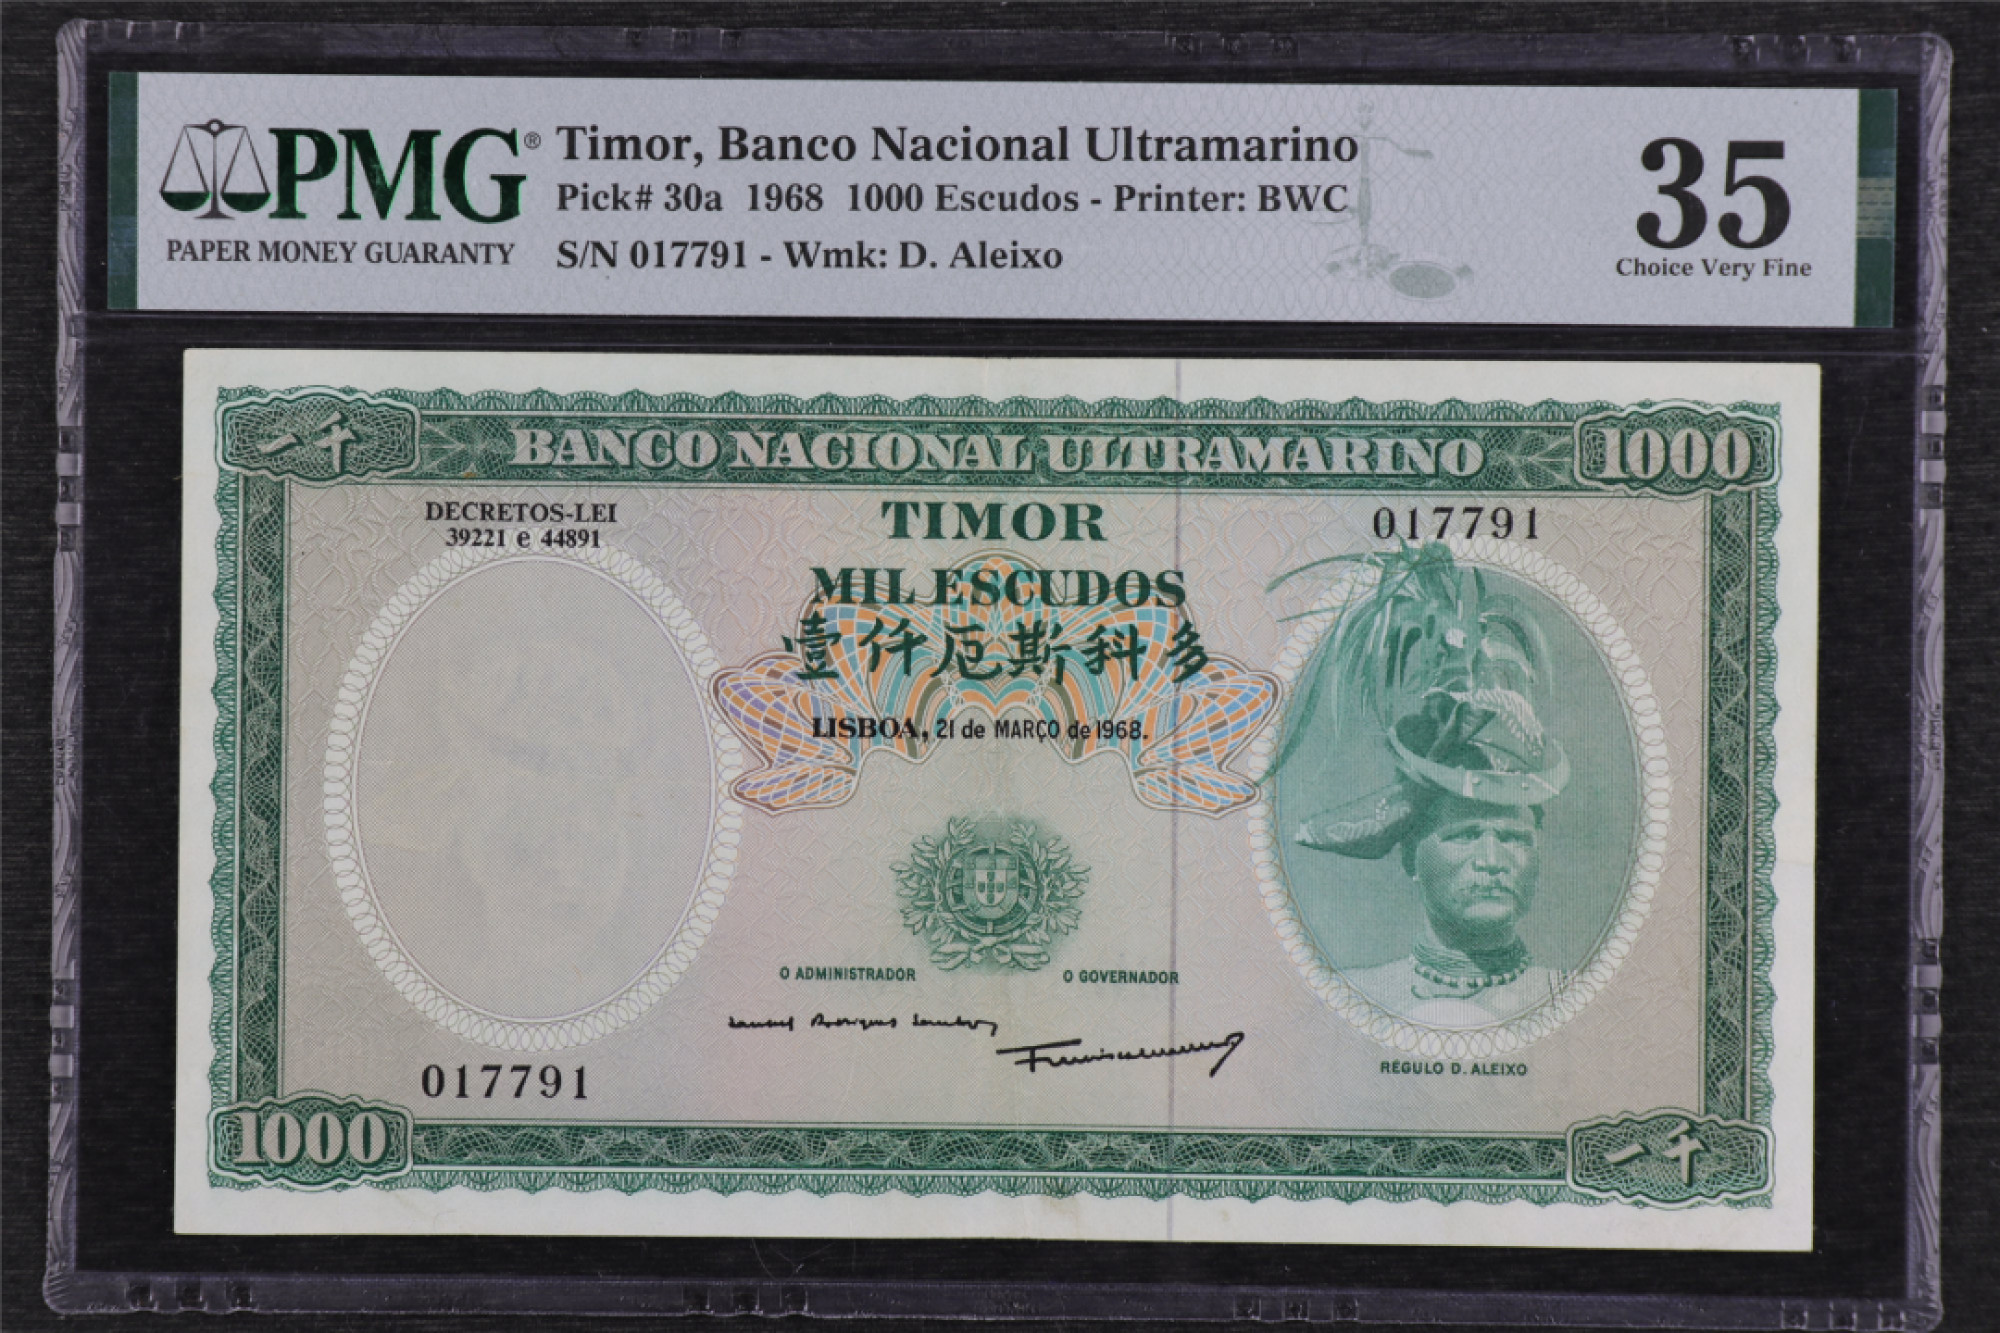 PMG®
PAPER MONEY GUARANTY
Timor, Banco Nacional Ultramarino
Pick# 30a 1968 1000 Escudos - Printer: BWC
S/N 017791 - Wmk: D. Aleixo
35
Choice Very Fine
一千
BANCO NACIONAL ULTRAMARINO
1000
DECRETOS-LEI
39221 e 44891
TIMOR
017791
MIL ESCUDOS
壹仟厄斯科多
LISBOA, 21 de MARÇO de 1968.
O ADMINISTRADOR
O GOVERNADOR
RÉGULO D. ALEIXO
017791
1000
一千